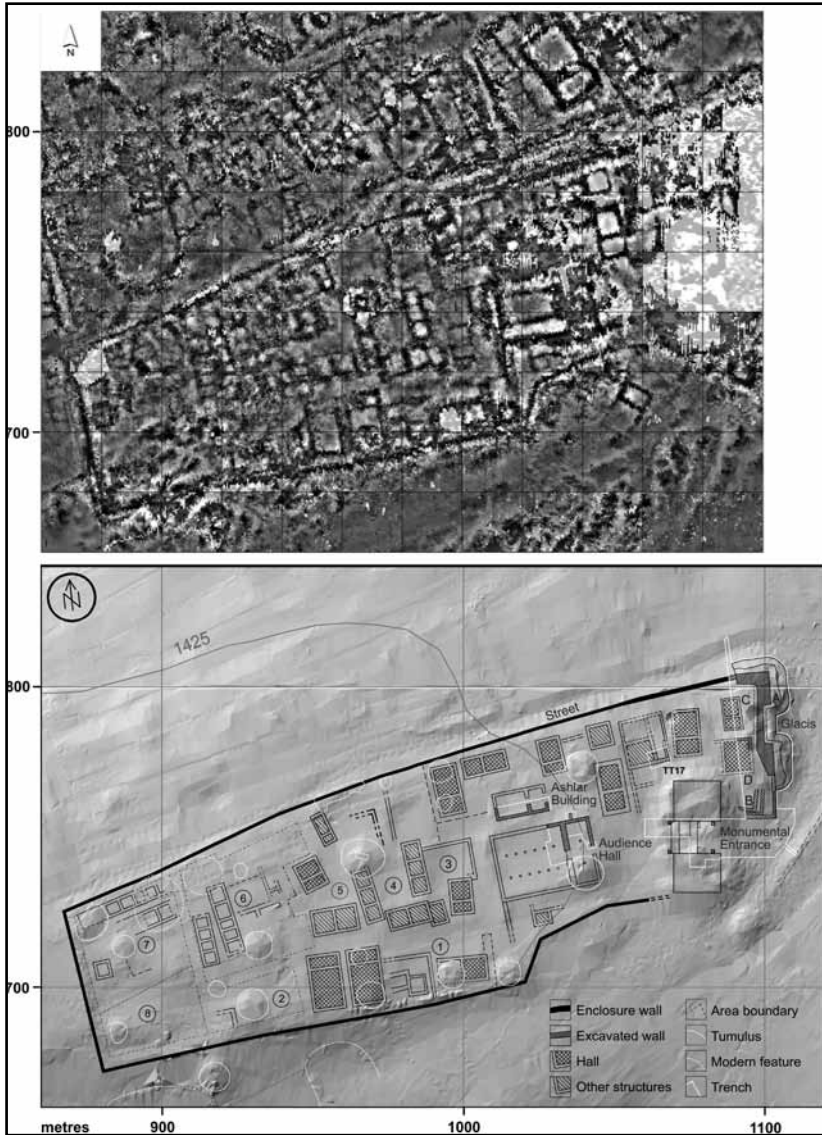 N
800
700
N
1425
800
Street
C
A
Glacis
TT17
Ashlar
Building
D
B
Monumental
Entrance
Audience
Hall
3
4
5
6
7
1
2
8
700
Enclosure wall
Area boundary
Excavated wall
Tumulus
Hall
Modern feature
Other structures
Trench
metres
900
1000
1100